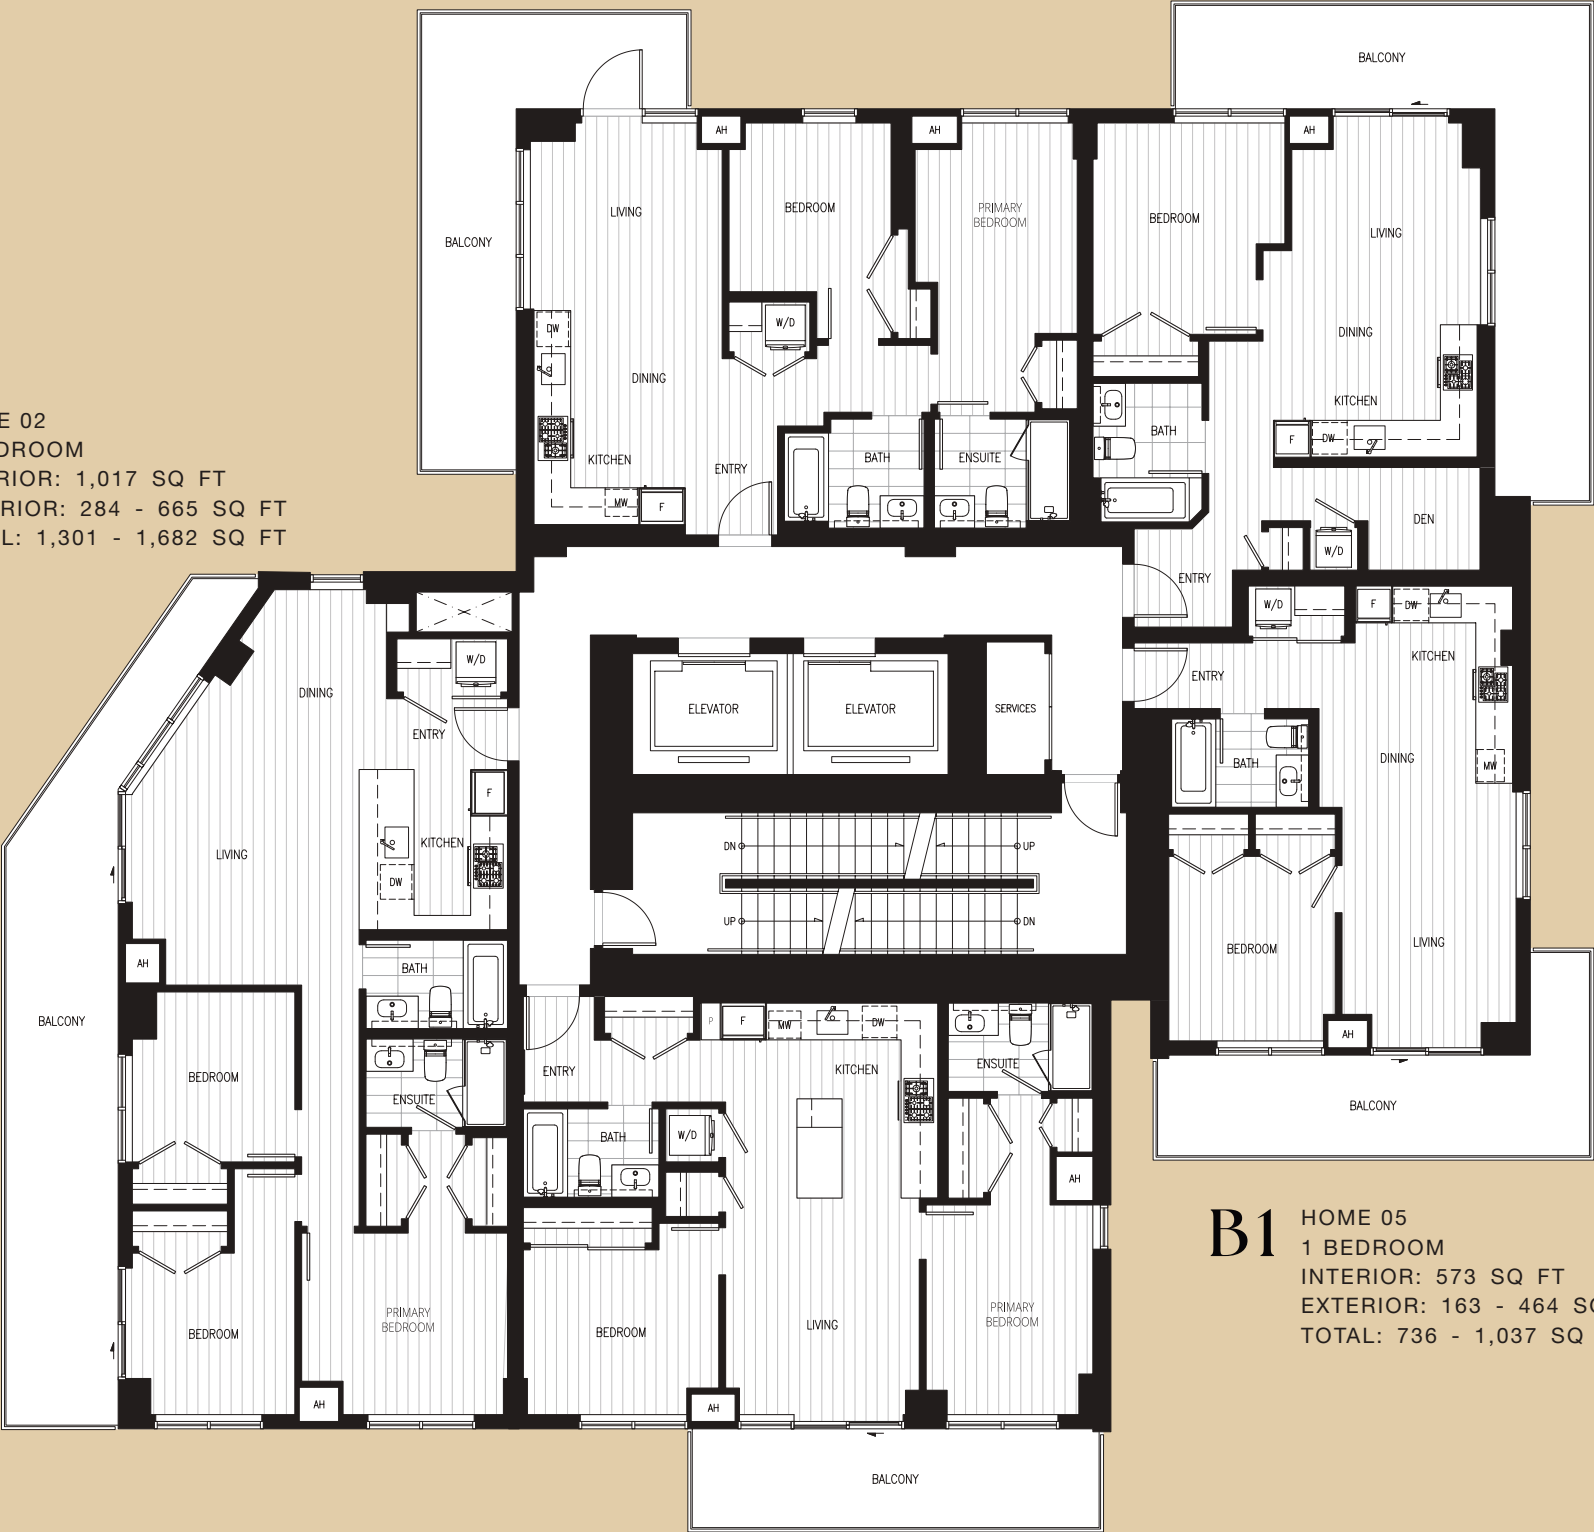 BALCONY
AH
AH
AH
LIVING
BEDROOM
PRIMARY
BEDROOM
BEDROOM
LIVING
BALCONY
W/D
DW
DINING
DINING
KITCHEN
E 02
EDROOM
RIOR: 1,017 SQ FT
RIOR: 284 - 665 SQ FT
L: 1,301 - 1,682 SQ FT
KITCHEN
ENTRY
BATH
ENSUITE
BATH
F
DW
MW
F
DEN
W/D
ENTRY
W/D
F
DW
KITCHEN
W/D
DINING
ENTRY
ELEVATOR
ELEVATOR
SERVICES
ENTRY
DINING
BATH
MW
F
LIVING
KITCHEN
DW
DN
UP
UP
DN
BEDROOM
LIVING
AH
BATH
BALCONY
P
F
MW
DW
AH
BEDROOM
ENSUITE
ENTRY
KITCHEN
ENSUITE
BALCONY
BATH
W/D
AH
B1
HOME 05
1 BEDROOM
INTERIOR: 573 SQ FT
EXTERIOR: 163 - 464 SQ
TOTAL: 736 - 1,037 SQ
BEDROOM
PRIMARY
BEDROOM
BEDROOM
LIVING
PRIMARY
BEDROOM
AH
AH
BALCONY